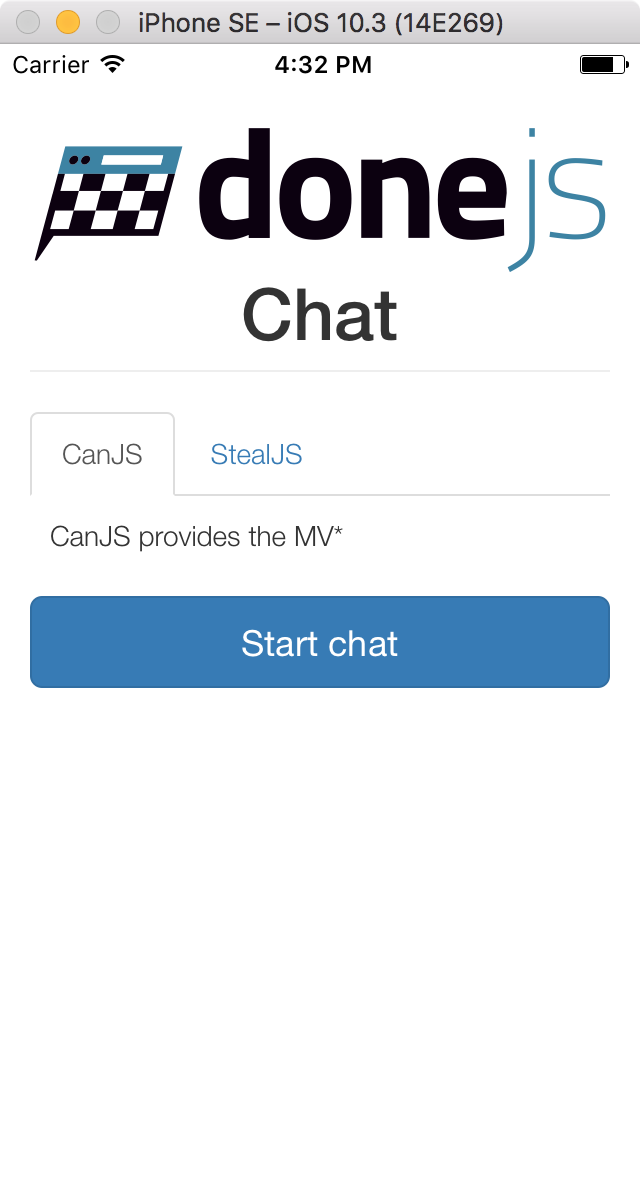 iPhone SE – iOS 10.3 (14E269)
Carrier 4:32 PM
donejs
Chat
CanJS StealJS
CanJS provides the MV*
Start chat